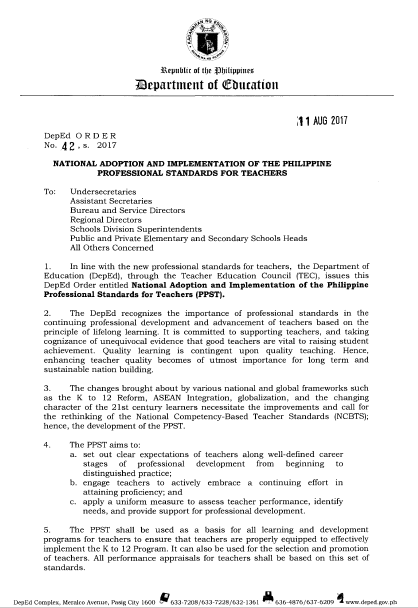 Republic of the Philippines
Department of Education
11 AUG 2017
DepEd O R D E R
No. 42, s. 2017
NATIONAL ADOPTION AND IMPLEMENTATION OF THE PHILIPPINE
PROFESSIONAL STANDARDS FOR TEACHERS
To: Undersecretaries
Assistant Secretaries
Bureau and Service Directors
Regional Directors
Schools Division Superintendents
Public and Private Elementary and Secondary Schools Heads
All Others Concerned
1. In line with the new professional standards for teachers, the Department of
Education (DepEd), through the Teacher Education Council (TEC), issues this
DepEd Order entitled National Adoption and Implementation of the Philippine
Professional Standards for Teachers (PPST).
2. The DepEd recognizes the importance of professional standards in the
continuing professional development and advancement of teachers based on the
principle of lifelong learning. It is committed to supporting teachers, and taking
cognizance of unequivocal evidence that good teachers are vital to raising student
achievement. Quality learning is contingent upon quality teaching. Hence,
enhancing teacher quality becomes of utmost importance for long term and
sustainable nation building.
3. The changes brought about by various national and global frameworks such
as the K to 12 Reform, ASEAN Integration, globalization, and the changing
character of the 21st century learners necessitate the improvements and call for
the rethinking of the National Competency-Based Teacher Standards (NCBTS);
hence, the development of the PPST.
4. The PPST aims to:
a. set out clear expectations of teachers along well-defined career
stages of professional development from beginning to
distinguished practice;
b. engage teachers to actively embrace a continuing effort in
attaining proficiency; and
c. apply a uniform measure to assess teacher performance, identify
needs, and provide support for professional development.
5. The PPST shall be used as a basis for all learning and development
programs for teachers to ensure that teachers are properly equipped to effectively
implement the K to 12 Program. It can also be used for the selection and promotion
of teachers. All performance appraisals for teachers shall be based on this set of
standards.
DepEd Complex, Meralco Avenue, Pasig City 1600 633-7208/633-7228/632-1361 636-4876/637-6209 www.deped.gov.ph